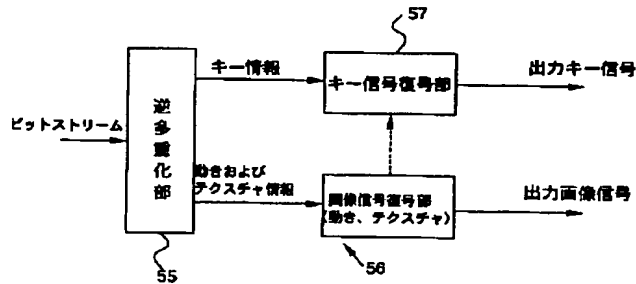 57
キー情報
キー信号復号部
出力キー信号
ビットストリーム
逆多重化部
動きおよび
テクスチャ情報
画像信号復号部
(動き、テクスチャ)
出力画像信号
55
56